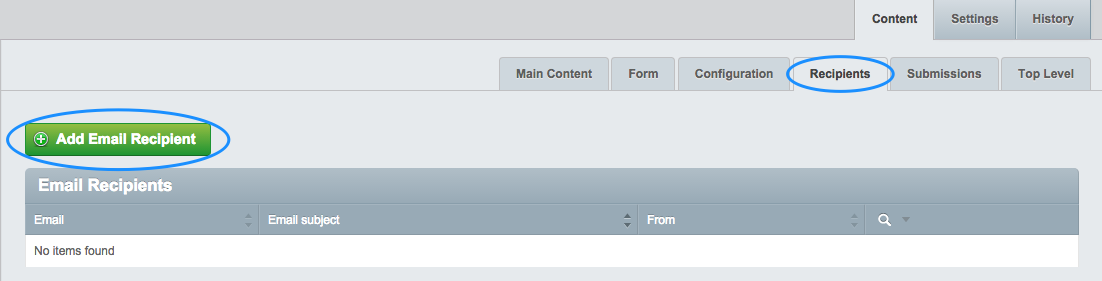 Content Settings History
Main Content Form Configuration Recipients Submissions Top Level
Add Email Recipient
Email Recipients
Email Email subject From
No items found